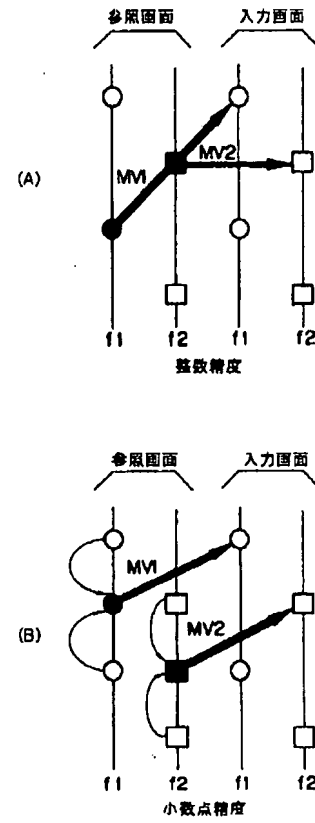 参照画面 入力画面
(A)
MV1
MV2
f1 f2 f1 f2
整数精度
参照画面 入力画面
(B)
MV1
MV2
f1 f2 f1 f2
小数点精度